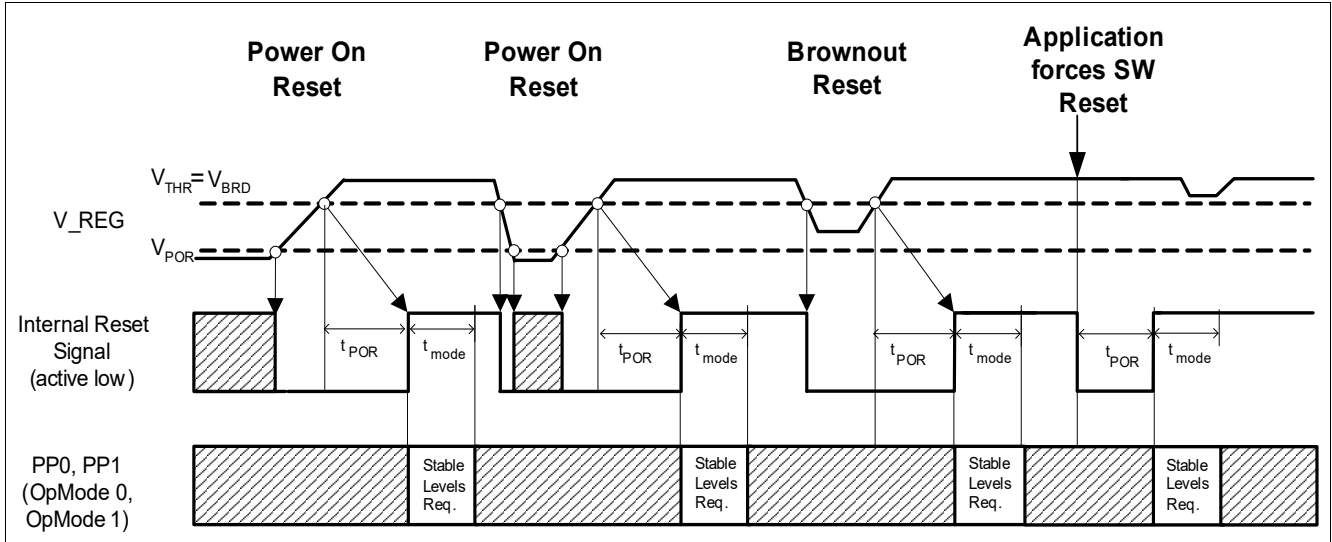 Power On
Reset
Power On
Reset
Brownout
Reset
Application
forces SW
Reset
V_THR= V_BRD
V_REG
V_POR
Internal Reset
Signal
(active low)
t_POR
t_mode
t_POR
t_mode
t_POR
t_mode
t_POR
t_mode
PP0, PP1
(OpMode 0,
OpMode 1)
Stable
Levels
Req.
Stable
Levels
Req.
Stable
Levels
Req.
Stable
Levels
Req.